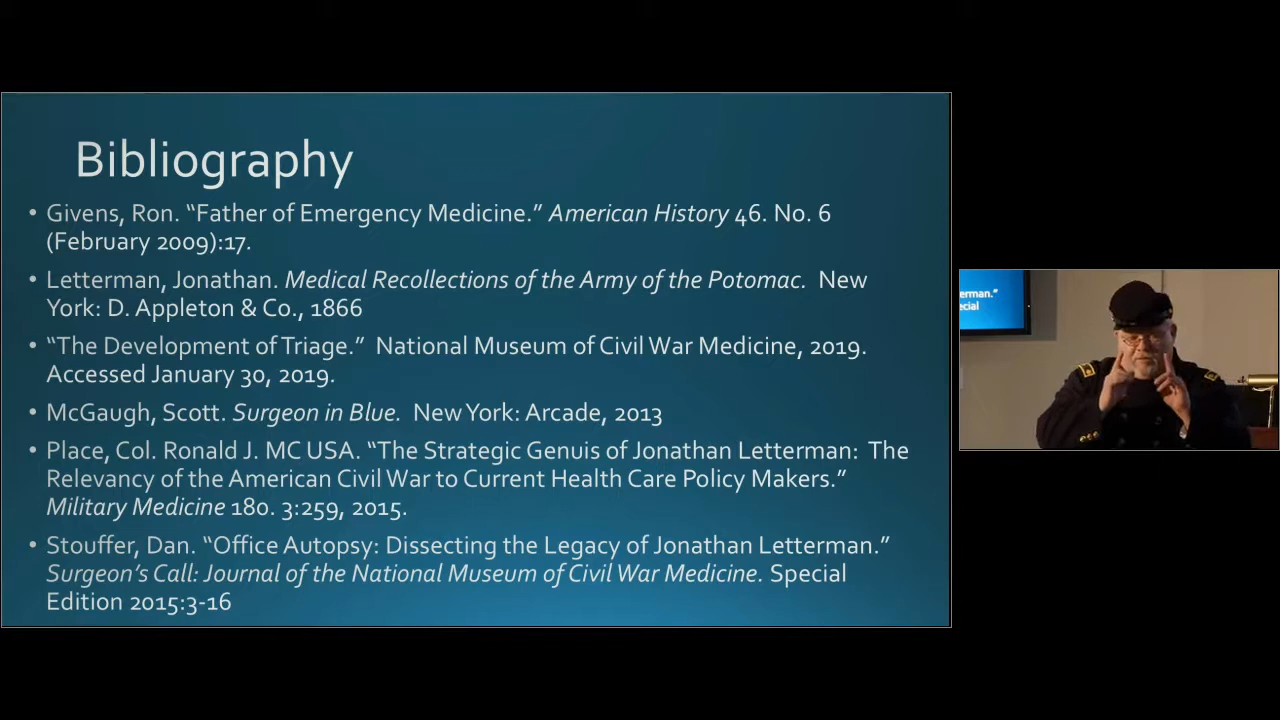 Bibliography
• Givens, Ron. “Father of Emergency Medicine.” American History 46. No. 6
(February 2009):17.
• Letterman, Jonathan. Medical Recollections of the Army of the Potomac. New
York: D. Appleton & Co., 1866
• “The Development of Triage.” National Museum of Civil War Medicine, 2019.
Accessed January 30, 2019.
• McGaugh, Scott. Surgeon in Blue. New York: Arcade, 2013
• Place, Col. Ronald J. MC USA. “The Strategic Genuis of Jonathan Letterman: The
Relevancy of the American Civil War to Current Health Care Policy Makers.”
Military Medicine 180. 3:259, 2015.
• Stouffer, Dan. “Office Autopsy: Dissecting the Legacy of Jonathan Letterman.”
Surgeon’s Call: Journal of the National Museum of Civil War Medicine. Special
Edition 2015:3-16
erman.”
ecial